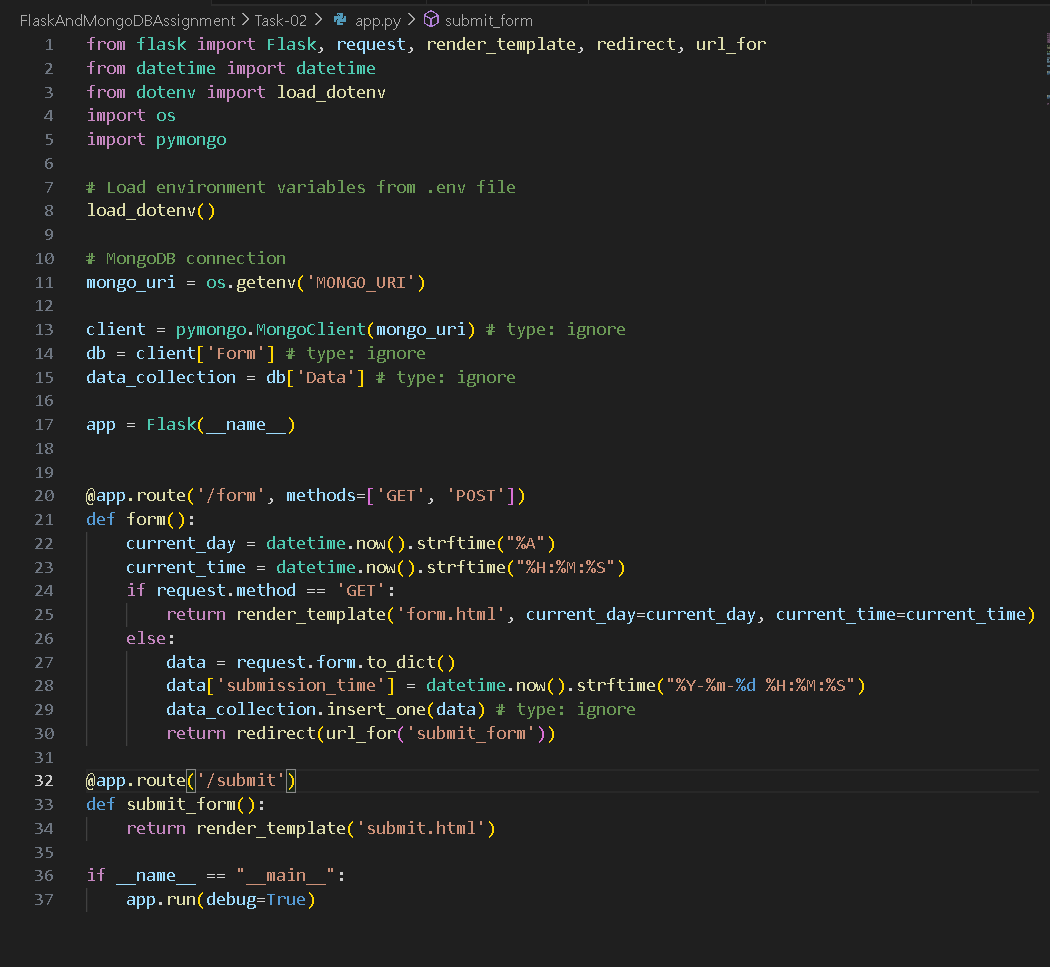 FlaskAndMongoDBAssignment > Task-02 > app.py > submit_form
1 from flask import Flask, request, render_template, redirect, url_for
2 from datetime import datetime
3 from dotenv import load_dotenv
4 import os
5 import pymongo
6
7 # Load environment variables from .env file
8 load_dotenv()
9
10 # MongoDB connection
11 mongo_uri = os.getenv('MONGO_URI')
12
13 client = pymongo.MongoClient(mongo_uri) # type: ignore
14 db = client['Form'] # type: ignore
15 data_collection = db['Data'] # type: ignore
16
17 app = Flask(__name__)
18
19
20 @app.route('/form', methods=['GET', 'POST'])
21 def form():
22     current_day = datetime.now().strftime("%A")
23     current_time = datetime.now().strftime("%H:%M:%S")
24     if request.method == 'GET':
25         return render_template('form.html', current_day=current_day, current_time=current_time)
26     else:
27         data = request.form.to_dict()
28         data['submission_time'] = datetime.now().strftime("%Y-%m-%d %H:%M:%S")
29         data_collection.insert_one(data) # type: ignore
30         return redirect(url_for('submit_form'))
31
32 @app.route('/submit')
33 def submit_form():
34     return render_template('submit.html')
35
36 if __name__ == "__main__":
37     app.run(debug=True)